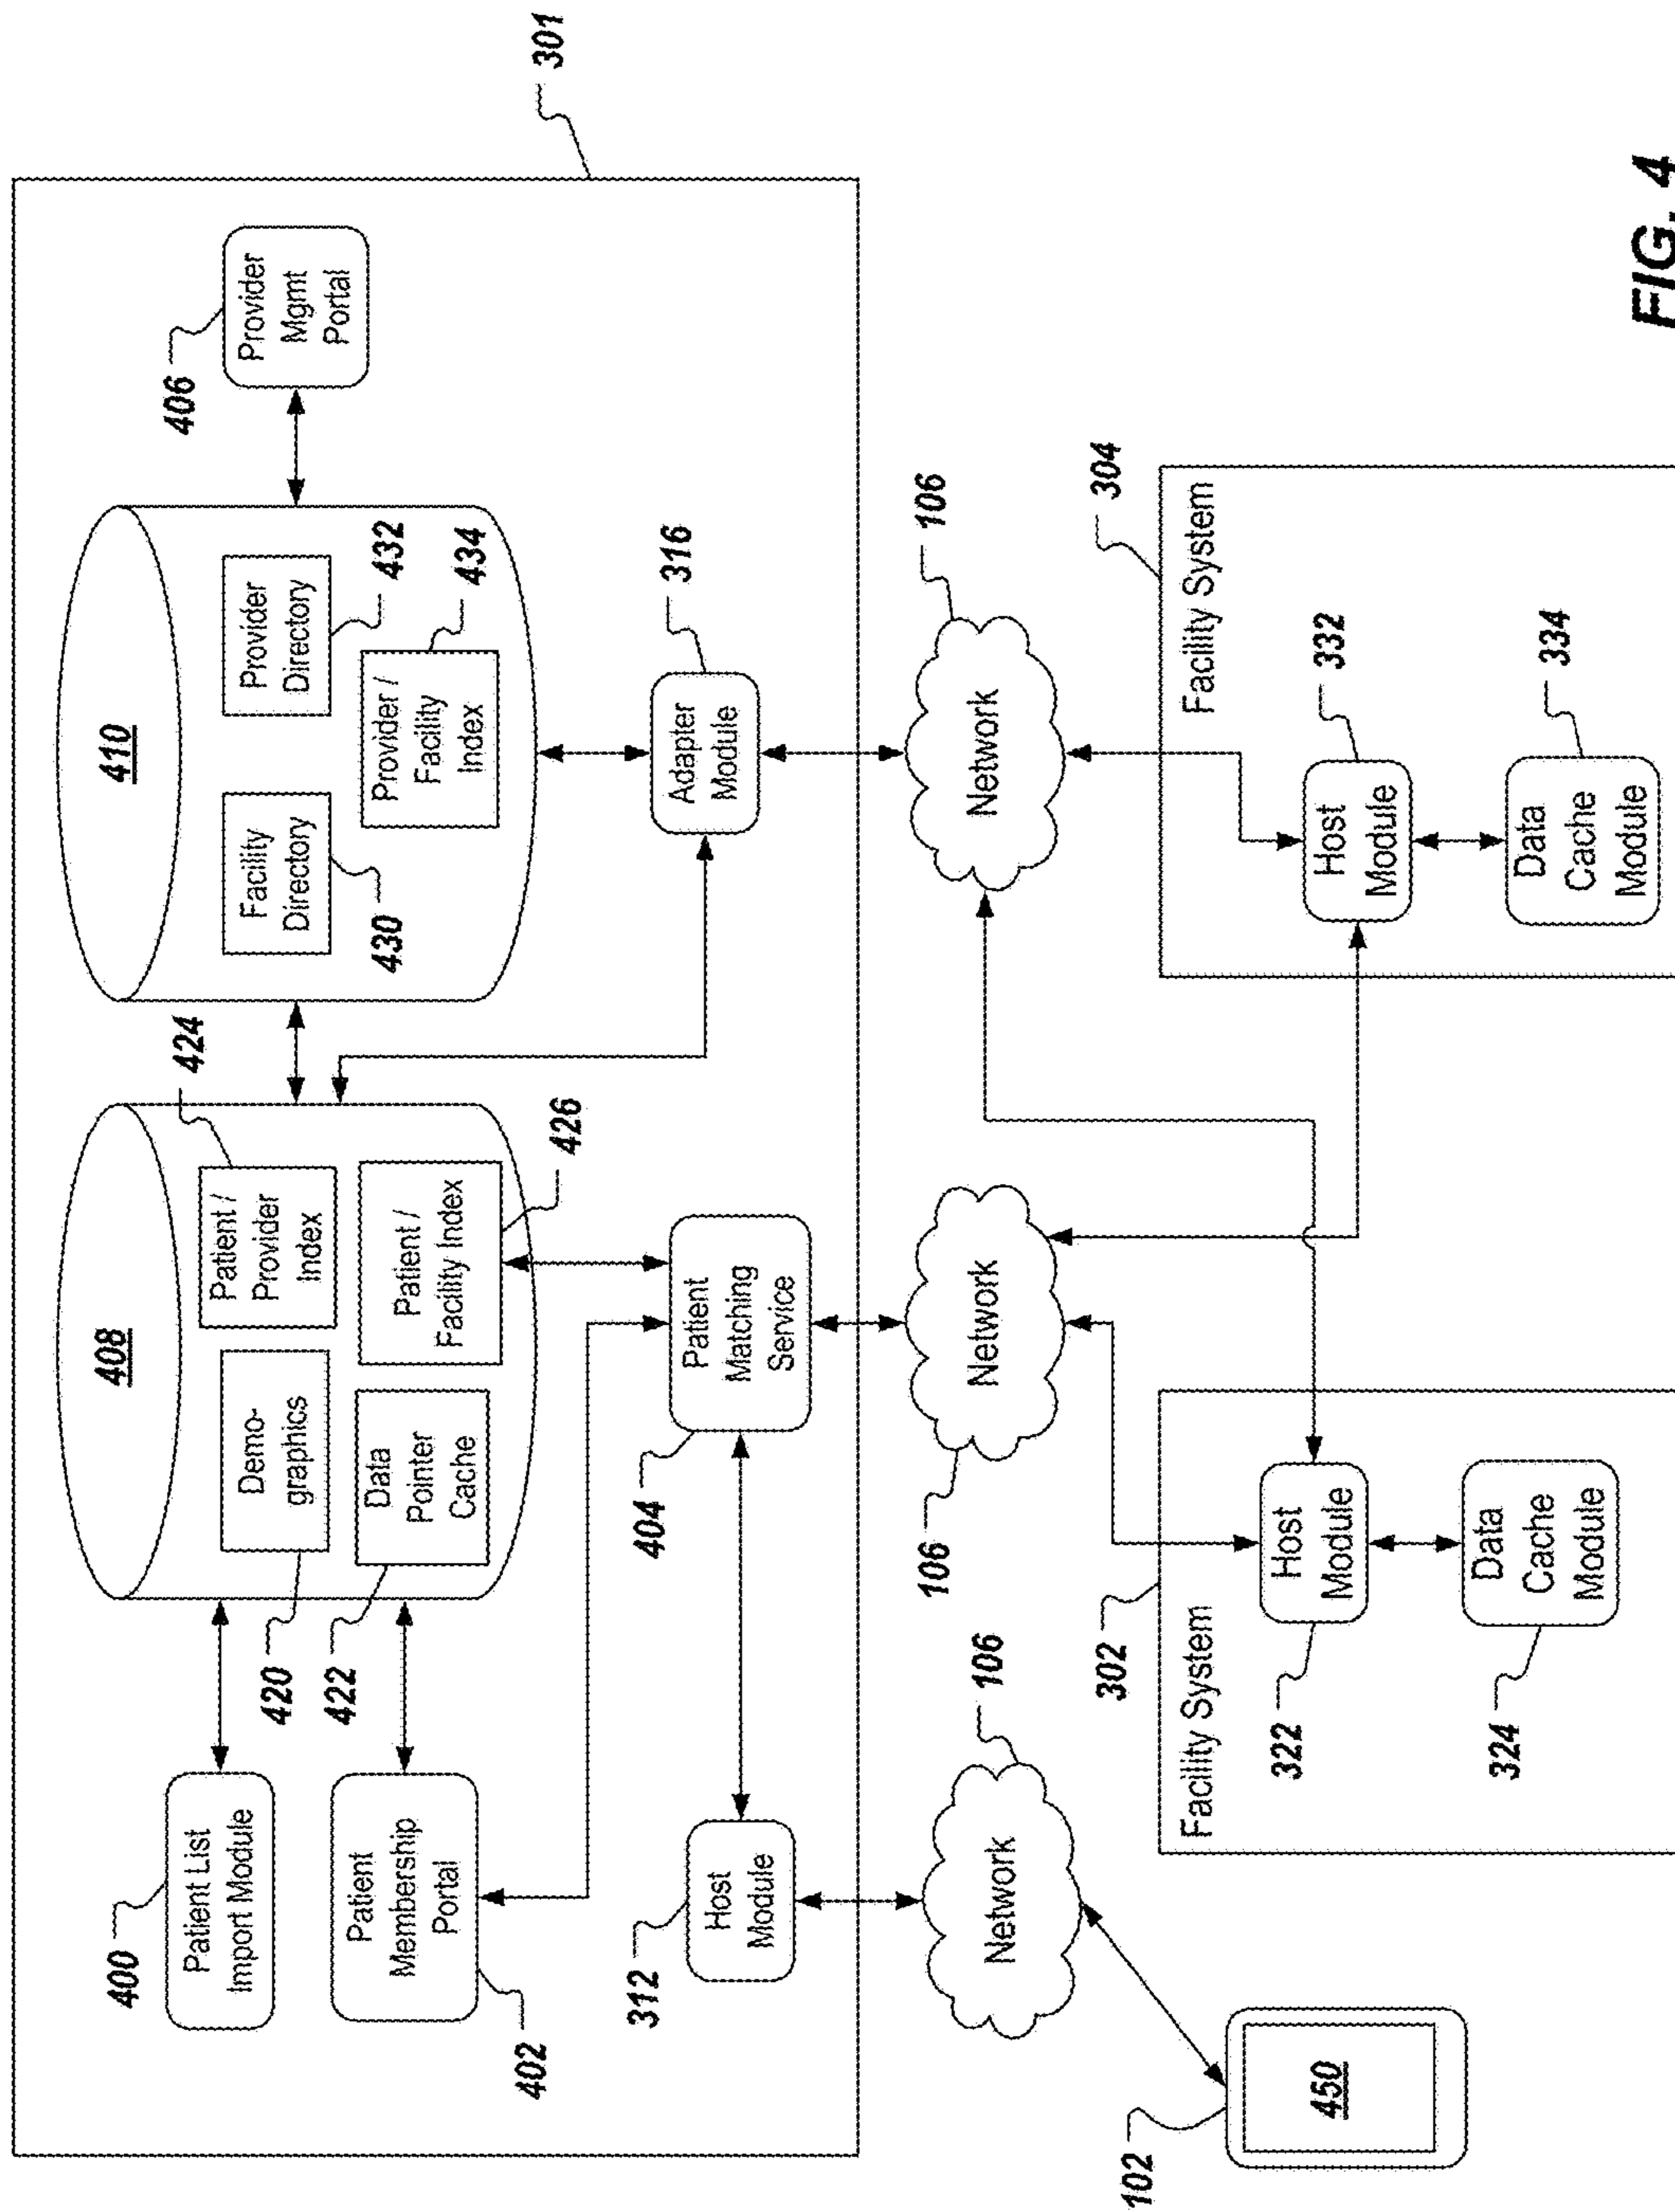 301
408
410
400
Patient List
Import Module
420
Demo-
graphics
424
Patient /
Provider
Index
Facility
Directory
430
Provider
Directory
432
406
Provider
Mgmt
Portal
Patient
Membership
Portal
402
422
Data
Pointer
Cache
Patient /
Facility Index
426
Provider /
Facility
Index
434
312
Host
Module
404
Patient
Matching
Service
Adapter
Module
316
Network
106
Network
106
Network
106
102
450
302
Facility System
322
Host
Module
324
Data
Cache
Module
304
Facility System
Host
Module
332
Data
Cache
Module
334
FIG. 4